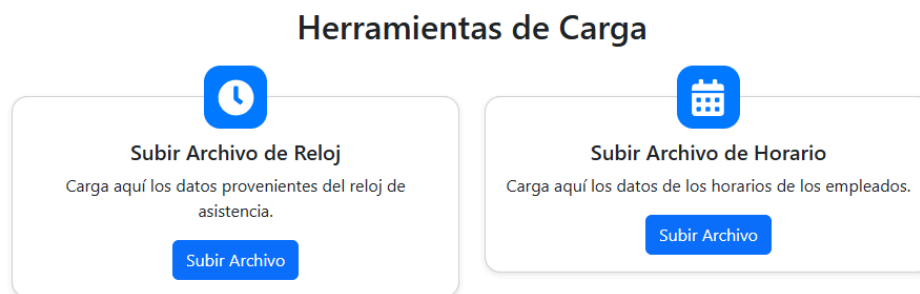 Herramientas de Carga
Subir Archivo de Reloj
Carga aquí los datos provenientes del reloj de
asistencia.
Subir Archivo
Subir Archivo de Horario
Carga aquí los datos de los horarios de los empleados.
Subir Archivo